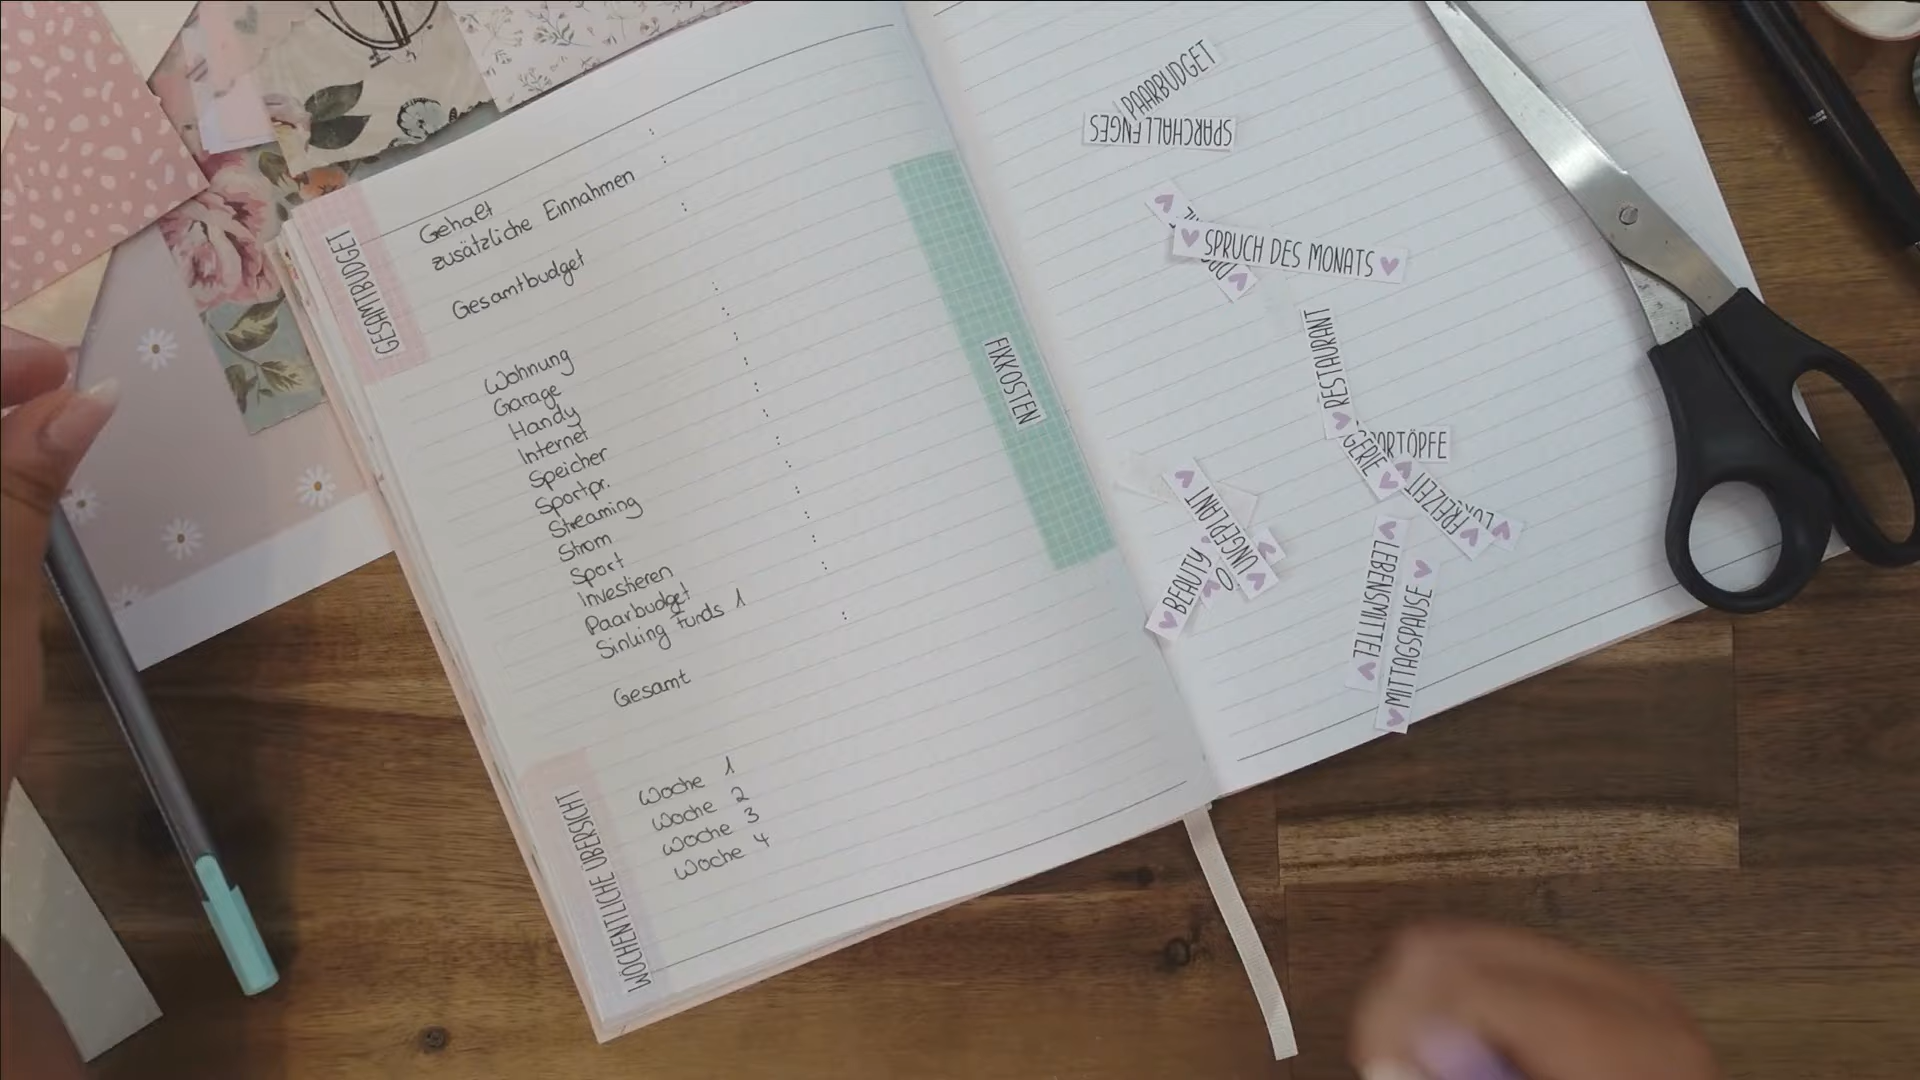 GESAMTBUDGET
Gehalt
zusätzliche Einnahmen
Gesamtbudget
FIXKOSTEN
Wohnung
Garage
Handy
Internet
Speicher
Sportpr.
Streaming
Strom
Sport
Investieren
Paarbudget
Sinking funds 1
Gesamt
WÖCHENTLICHE ÜBERSICHT
Woche 1
Woche 2
Woche 3
Woche 4
PAARBUDGET
SPARCHALLENGES
SPRUCH DES MONATS
RESTAURANT
FREIZEIT
UNGEPLANT
BEAUTY
LEBENSMITTEL
MITTAGSPAUSE